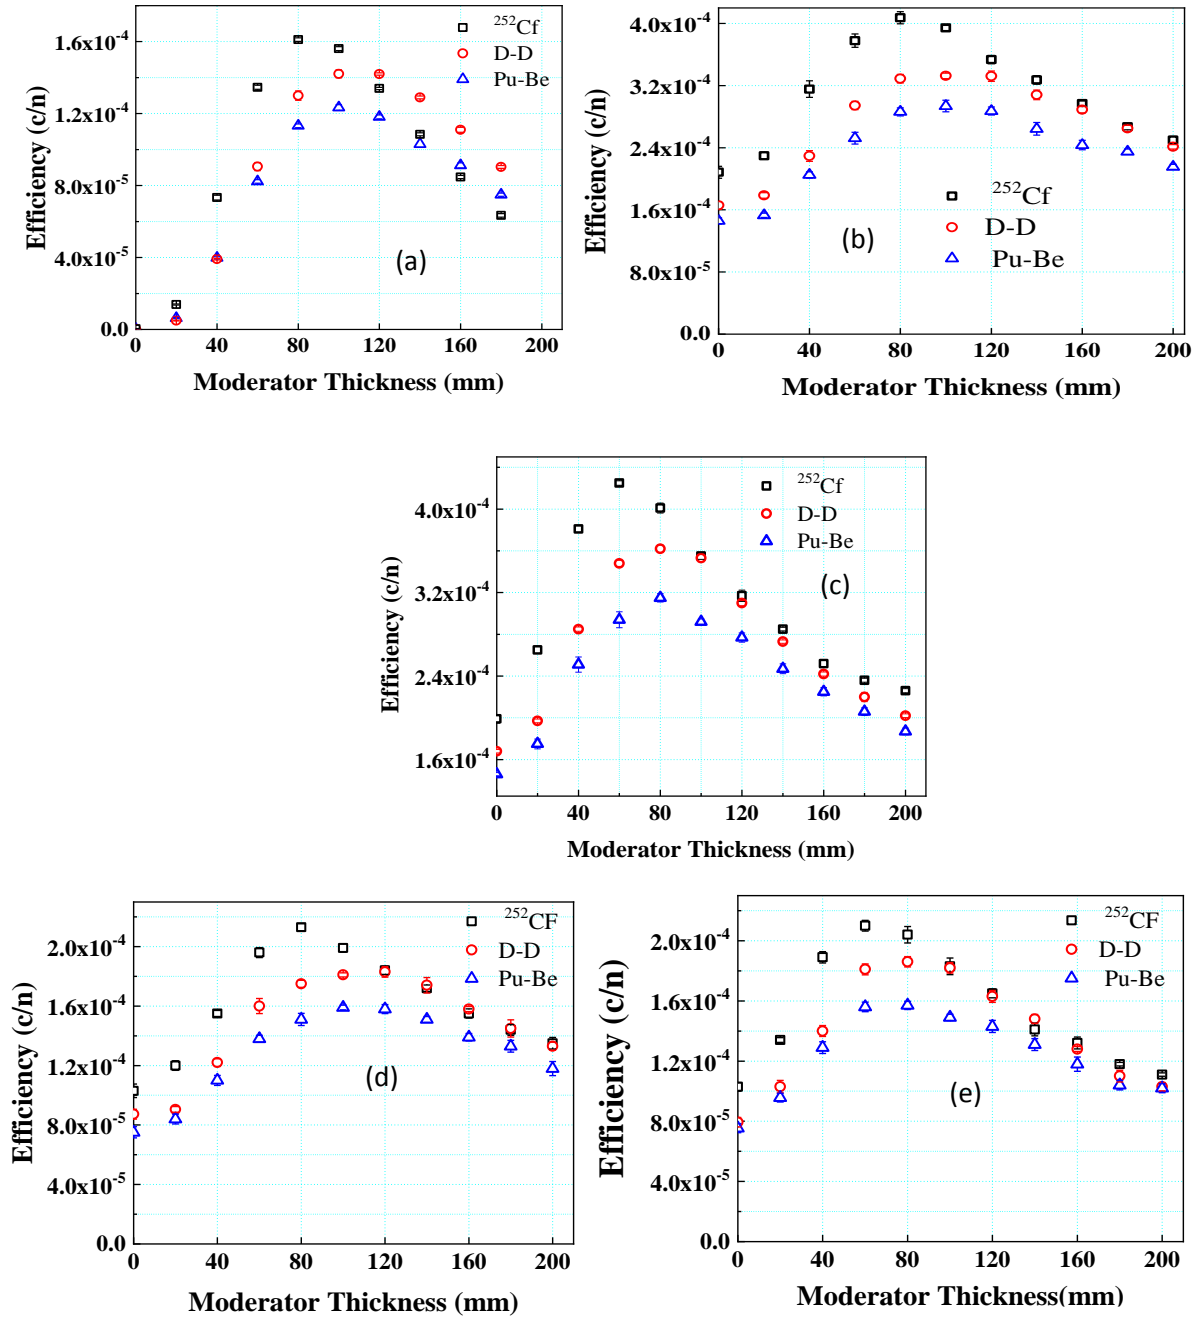 Efficiency (c/n)
1.6x10⁻⁴
1.2x10⁻⁴
8.0x10⁻⁵
4.0x10⁻⁵
0.0
²⁵²Cf
D-D
Pu-Be
(a)
0 40 80 120 160 200
Moderator Thickness (mm)
Efficiency (c/n)
4.0x10⁻⁴
3.2x10⁻⁴
2.4x10⁻⁴
1.6x10⁻⁴
8.0x10⁻⁵
0.0
²⁵²Cf
D-D
Pu-Be
(b)
0 40 80 120 160 200
Moderator Thickness (mm)
Efficiency (c/n)
4.0x10⁻⁴
3.2x10⁻⁴
2.4x10⁻⁴
1.6x10⁻⁴
²⁵²Cf
D-D
Pu-Be
(c)
0 40 80 120 160 200
Moderator Thickness (mm)
Efficiency (c/n)
2.0x10⁻⁴
1.6x10⁻⁴
1.2x10⁻⁴
8.0x10⁻⁵
4.0x10⁻⁵
0.0
²⁵²CF
D-D
Pu-Be
(d)
0 40 80 120 160 200
Moderator Thickness (mm)
Efficiency (c/n)
2.0x10⁻⁴
1.6x10⁻⁴
1.2x10⁻⁴
8.0x10⁻⁵
4.0x10⁻⁵
0.0
²⁵²CF
D-D
Pu-Be
(e)
0 40 80 120 160 200
Moderator Thickness(mm)